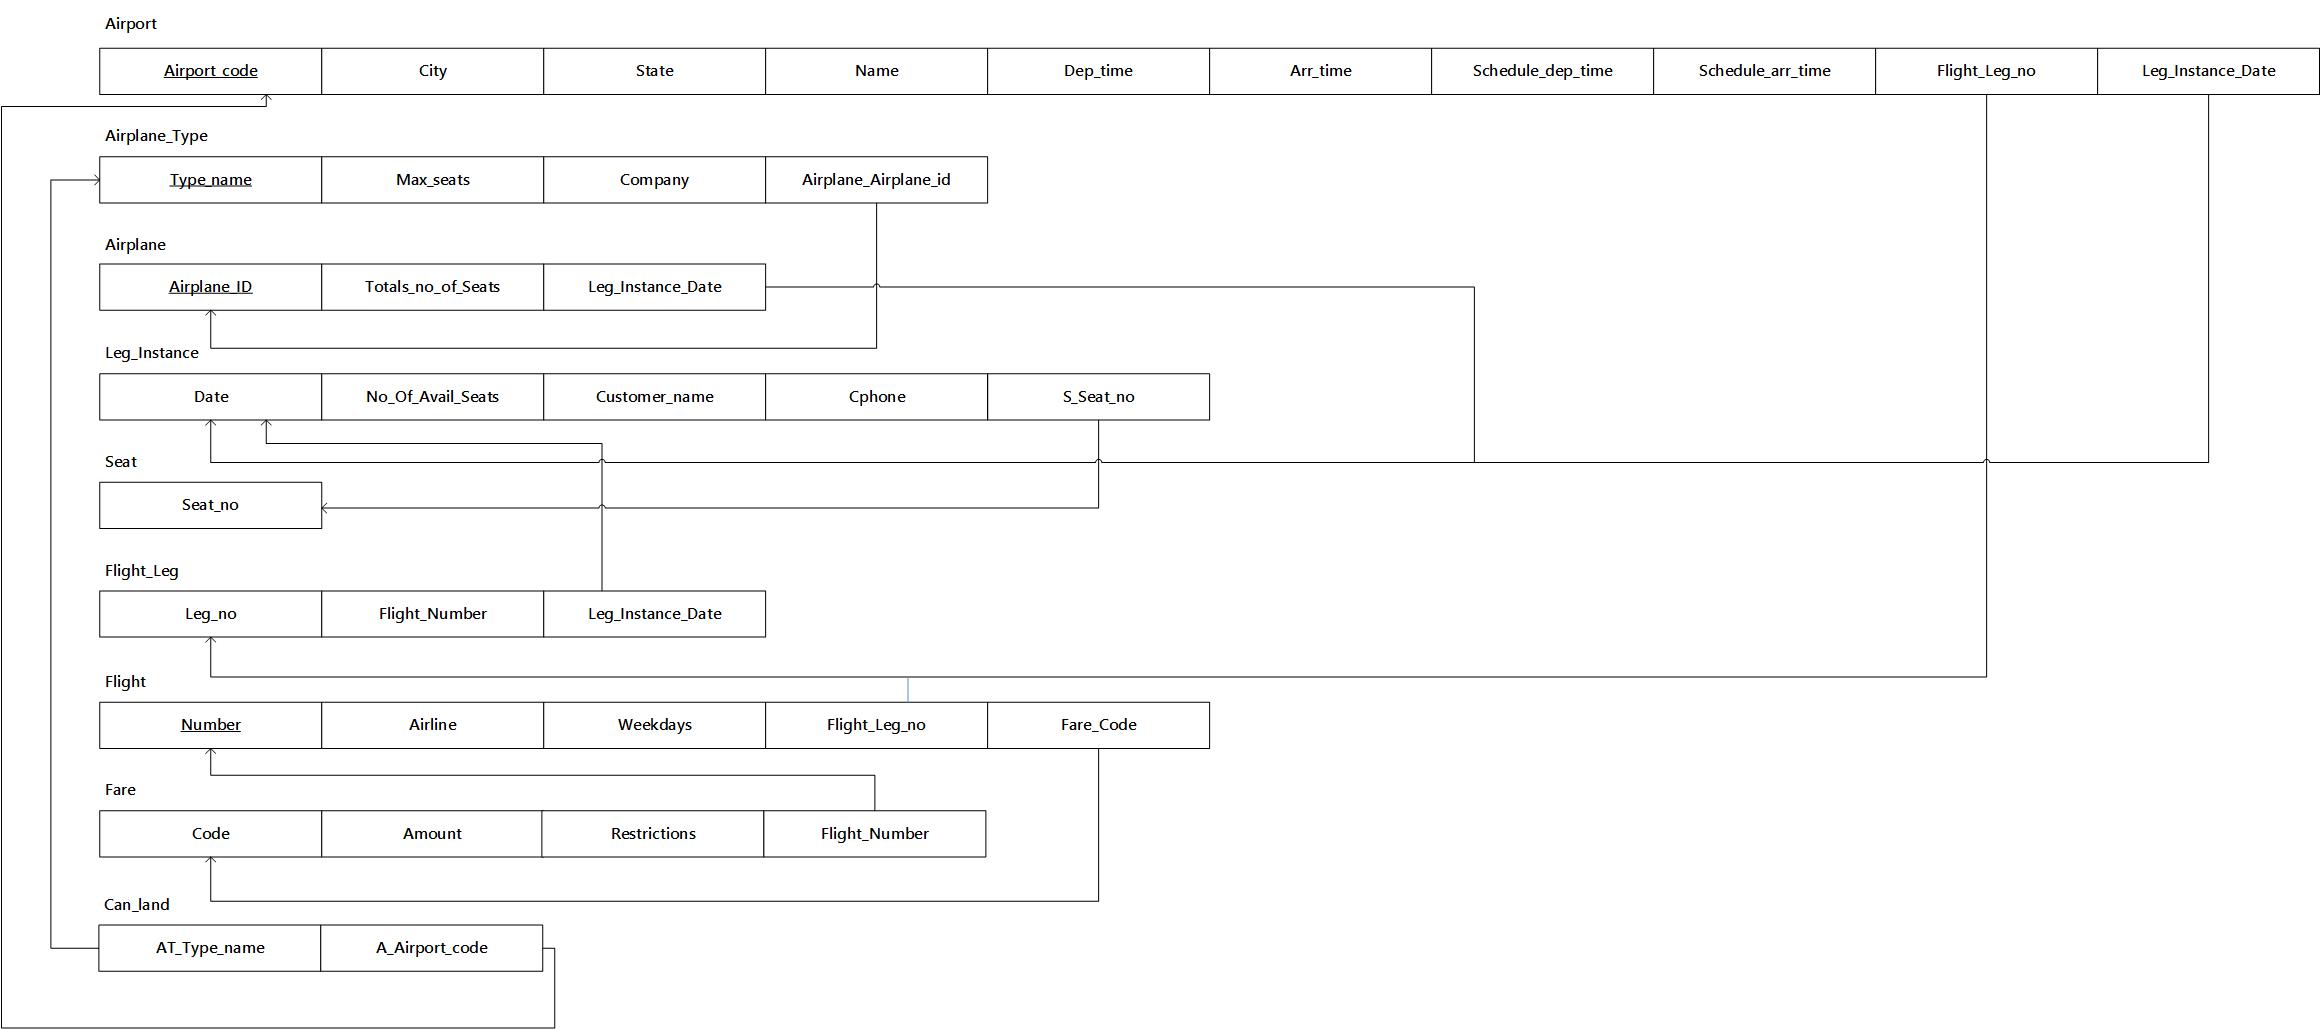 Airport
Airport_code City State Name Dep_time Arr_time Schedule_dep_time Schedule_arr_time Flight_Leg_no Leg_Instance_Date
Airplane_Type
Type_name Max_seats Company Airplane_Airplane_id
Airplane
Airplane_ID Totals_no_of_Seats Leg_Instance_Date
Leg_Instance
Date No_Of_Avail_Seats Customer_name Cphone S_Seat_no
Seat
Seat_no
Flight_Leg
Leg_no Flight_Number Leg_Instance_Date
Flight
Number Airline Weekdays Flight_Leg_no Fare_Code
Fare
Code Amount Restrictions Flight_Number
Can_land
AT_Type_name A_Airport_code